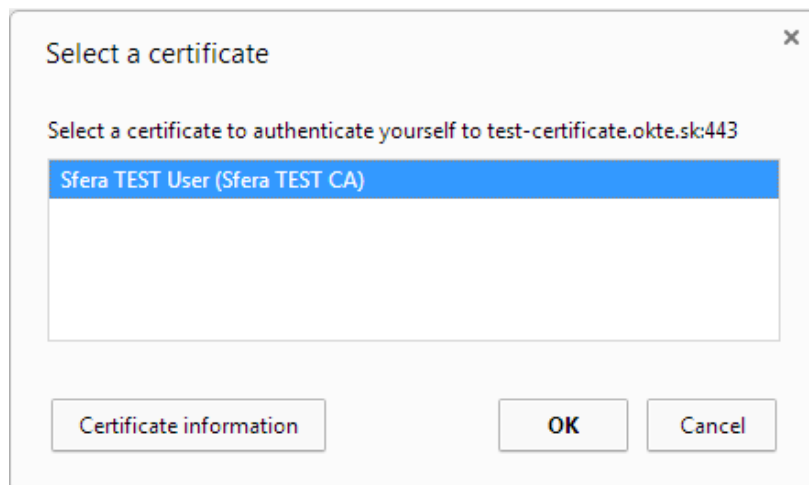 Select a certificate
Select a certificate to authenticate yourself to test-certificate.okte.sk:443
Sfera TEST User (Sfera TEST CA)
Certificate information OK Cancel